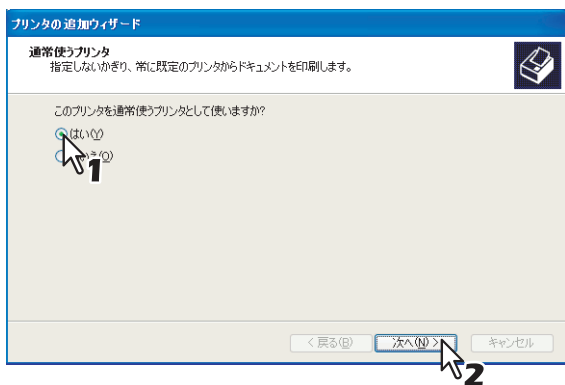 プリンタの追加ウィザード
通常使うプリンタ
指定しないかぎり、常に既定のプリンタからドキュメントを印刷します。
このプリンタを通常使うプリンタとして使いますか?
はい(Y)
(O)
1
< 戻る(B)
次へ(N) >
キャンセル
2